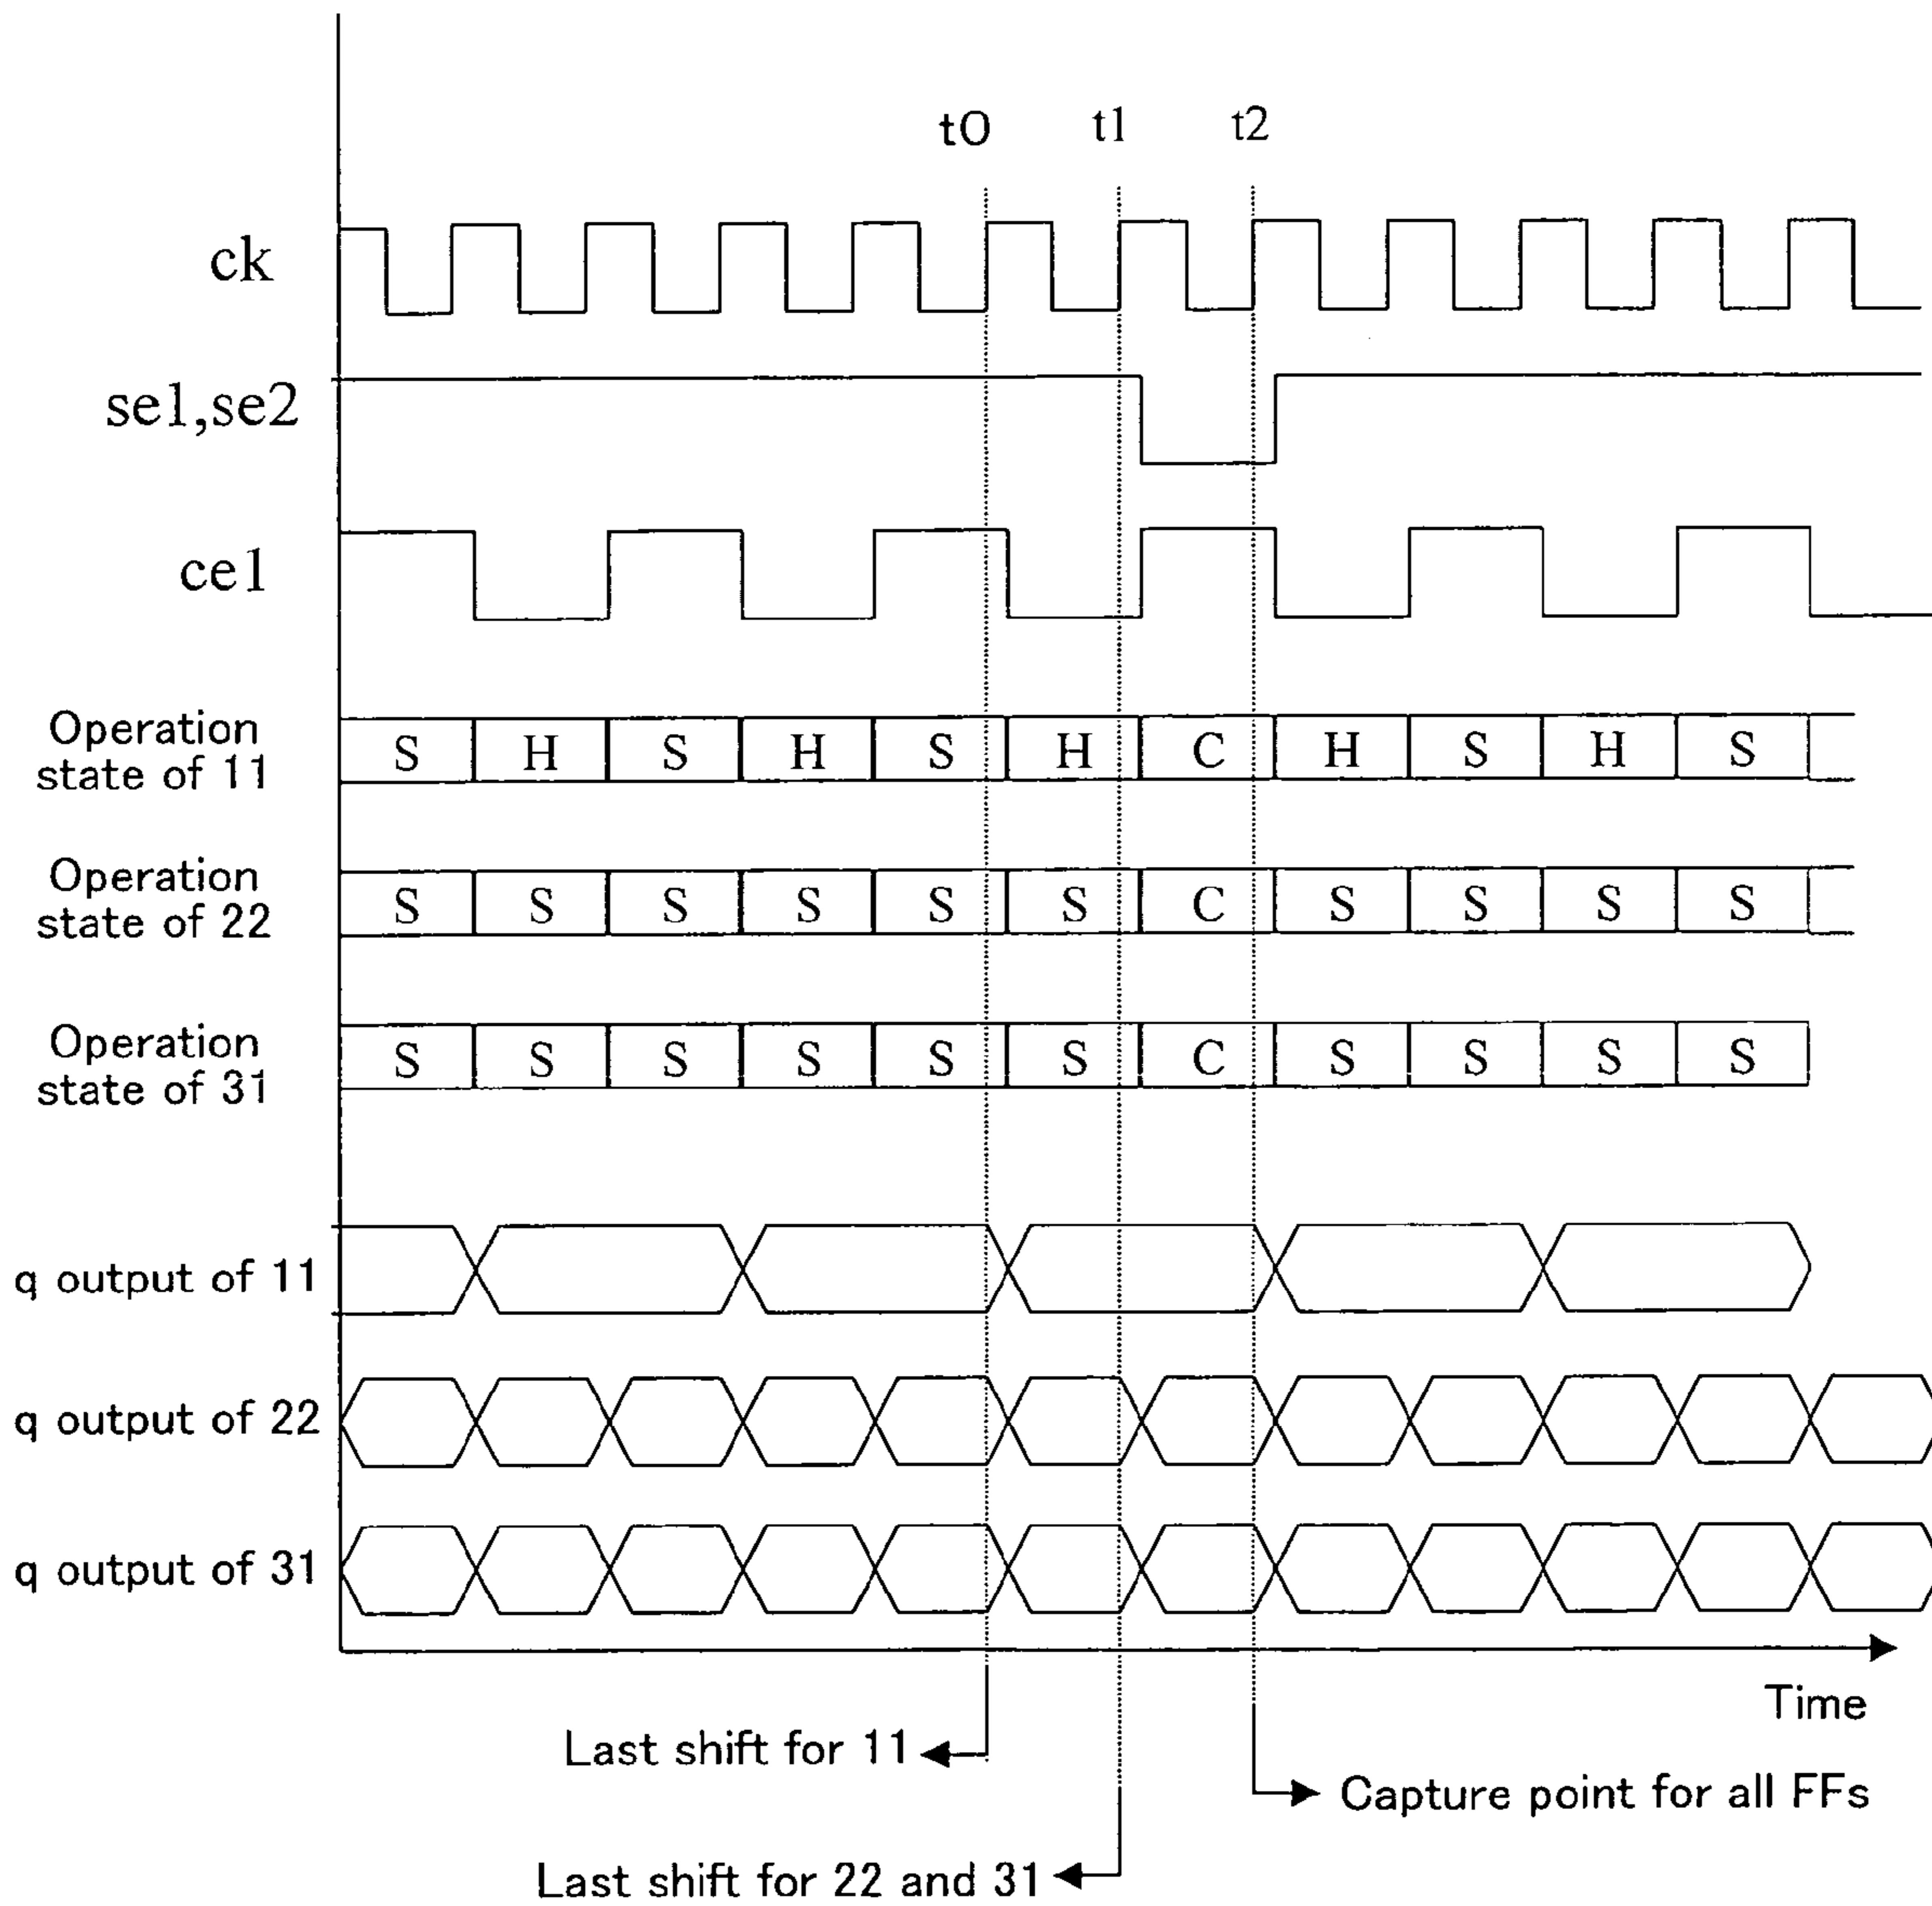 t0 t1 t2
ck
se1,se2
ce1
Operation
state of 11
S H S H S H C H S H S
Operation
state of 22
S S S S S S C S S S S
Operation
state of 31
S S S S S S C S S S S
q output of 11
q output of 22
q output of 31
Time
Last shift for 11
Capture point for all FFs
Last shift for 22 and 31